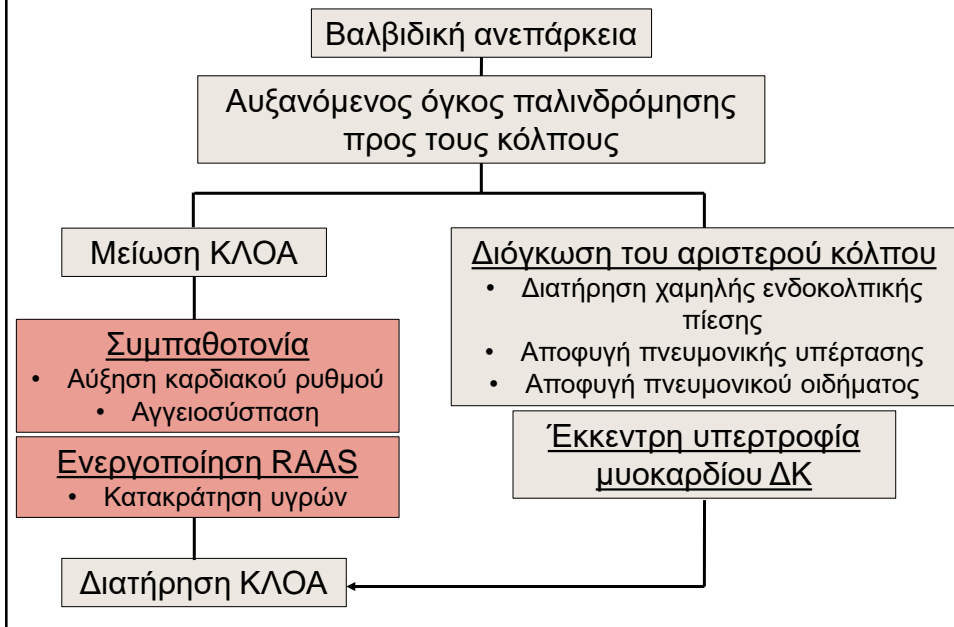 Βαλβιδική ανεπάρκεια
Αυξανόμενος όγκος παλινδρόμησης
προς τους κόλπους
Μείωση ΚΛΟΑ
Συμπαθοτονία
• Αύξηση καρδιακού ρυθμού
• Αγγειοσύσπαση
Ενεργοποίηση RAAS
• Κατακράτηση υγρών
Διόγκωση του αριστερού κόλπου
• Διατήρηση χαμηλής ενδοκολπικής
πίεσης
• Αποφυγή πνευμονικής υπέρτασης
• Αποφυγή πνευμονικού οιδήματος
Έκκεντρη υπερτροφία
μυοκαρδίου ΔΚ
Διατήρηση ΚΛΟΑ